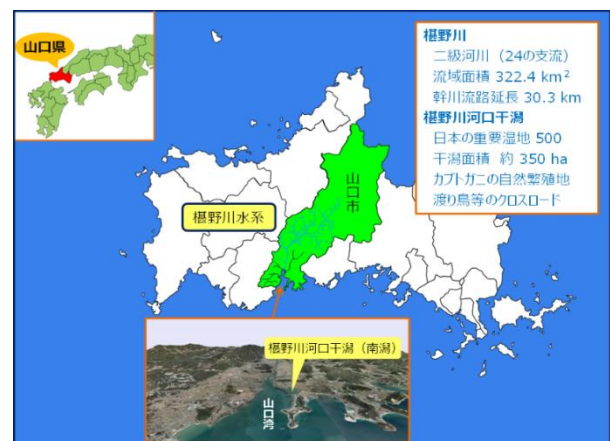 山口県
椹野川
二級河川（24の支流）
流域面積 322.4 km²
幹川流路延長 30.3 km
椹野川河口干潟
日本の重要湿地 500
干潟面積 約 350 ha
カブトガニの自然繁殖地
渡り鳥等のクロスロード
山口市
椹野川水系
椹野川河口干潟（南潟）
山口湾